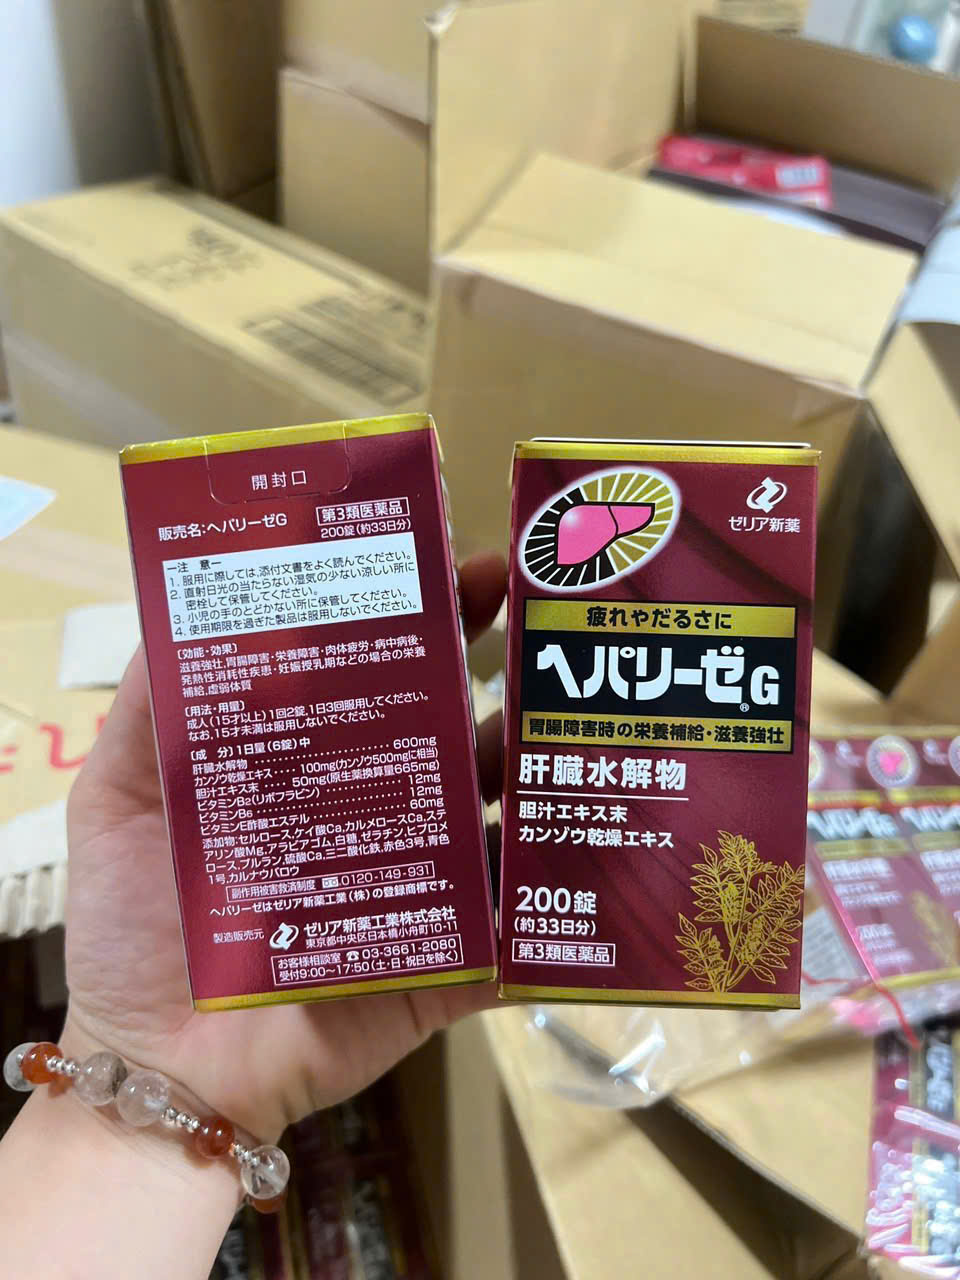 開封口
販売名:ヘパリーゼG
第3類医薬品
200錠(約33日分)
ー注 意ー
1. 服用に際しては、添付文書をよく読んでください。
2. 直射日光の当たらない湿気の少ない涼しい所に
密栓して保管してください。
3. 小児の手のとどかない所に保管してください。
4. 使用期限を過ぎた製品は服用しないでください。
〔効能・効果〕
滋養強壮、胃腸障害・栄養障害・肉体疲労・病中病後・
発熱性消耗性疾患・妊娠授乳期などの場合の栄養
補給、虚弱体質
〔用法・用量〕
成人(15才以上)1回2錠、1日3回服用してください。
なお、15才未満は服用しないでください。
〔成 分〕1日量(6錠)中
肝臓水解物 600mg
カンゾウ乾燥エキス 100mg(カンゾウ500mgに相当)
胆汁エキス末 50mg(原生薬換算量665mg)
ビタミンB2(リボフラビン) 12mg
ビタミンB6 12mg
ビタミンE酢酸エステル 60mg
添加物:セルロース、ケイ酸Ca、カルメロースCa、ステ
アリン酸Mg、アラビアゴム、白糖、ゼラチン、ヒプロメ
ロース、プルラン、硫酸Ca、三二酸化鉄、赤色3号、青色
1号、カルナウバロウ
副作用被害救済制度 0120-149-931
ヘパリーゼはゼリア新薬工業(株)の登録商標です。
製造販売元
ゼリア新薬工業株式会社
東京都中央区日本橋小舟町10-11
お客様相談室 ☎03-3661-2080
受付9:00〜17:50(土・日・祝日を除く)
ゼリア新薬
疲れやだるさに
ヘパリーゼG
®
胃腸障害時の栄養補給・滋養強壮
肝臓水解物
胆汁エキス末
カンゾウ乾燥エキス
200錠
(約33日分)
第3類医薬品